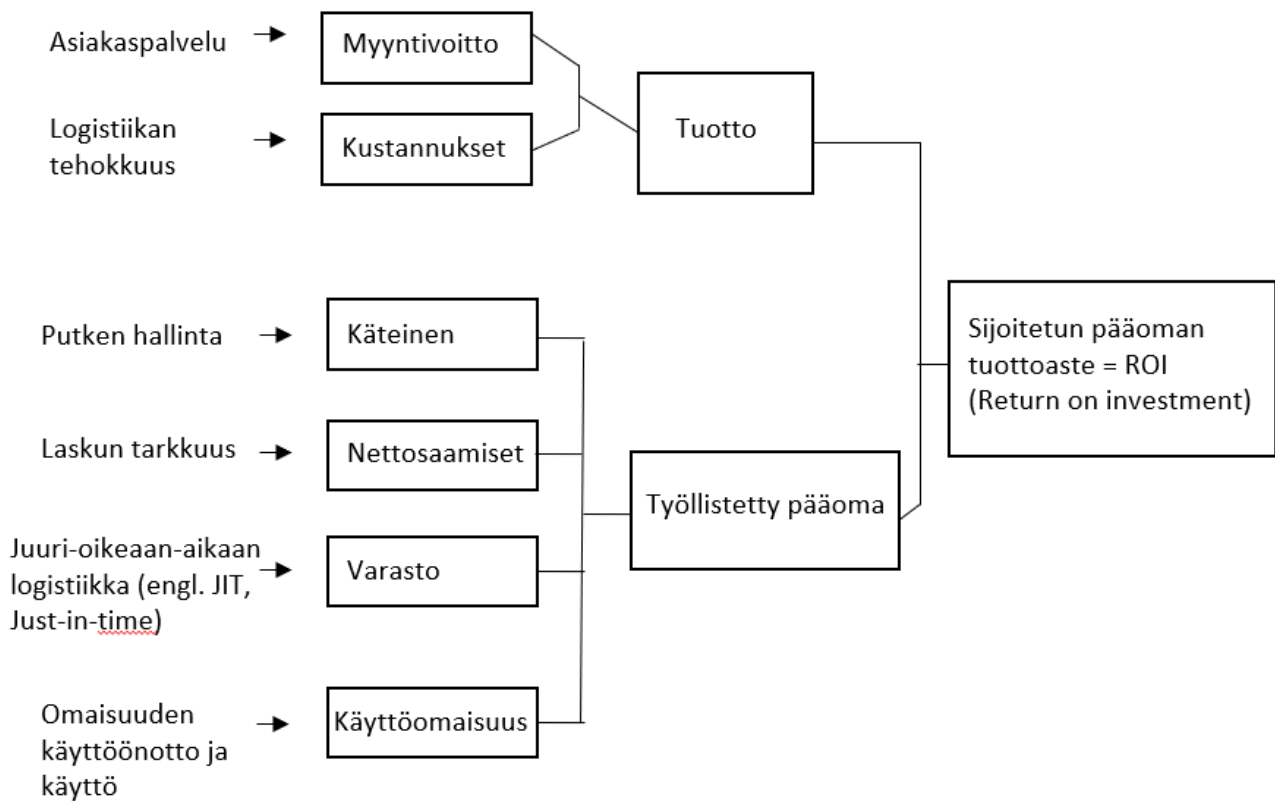 Asiakaspalvelu
Myyntivoitto
Logistiikan
tehokkuus
Kustannukset
Tuotto
Putken hallinta
Käteinen
Laskun tarkkuus
Nettosaamiset
Juuri-oikeaan-aikaan
logistiikka (engl. JIT,
Just-in-time)
Varasto
Omaisuuden
käyttöönotto ja
käyttö
Käyttöomaisuus
Työllistetty pääoma
Sijoitetun pääoman
tuottoaste = ROI
(Return on investment)